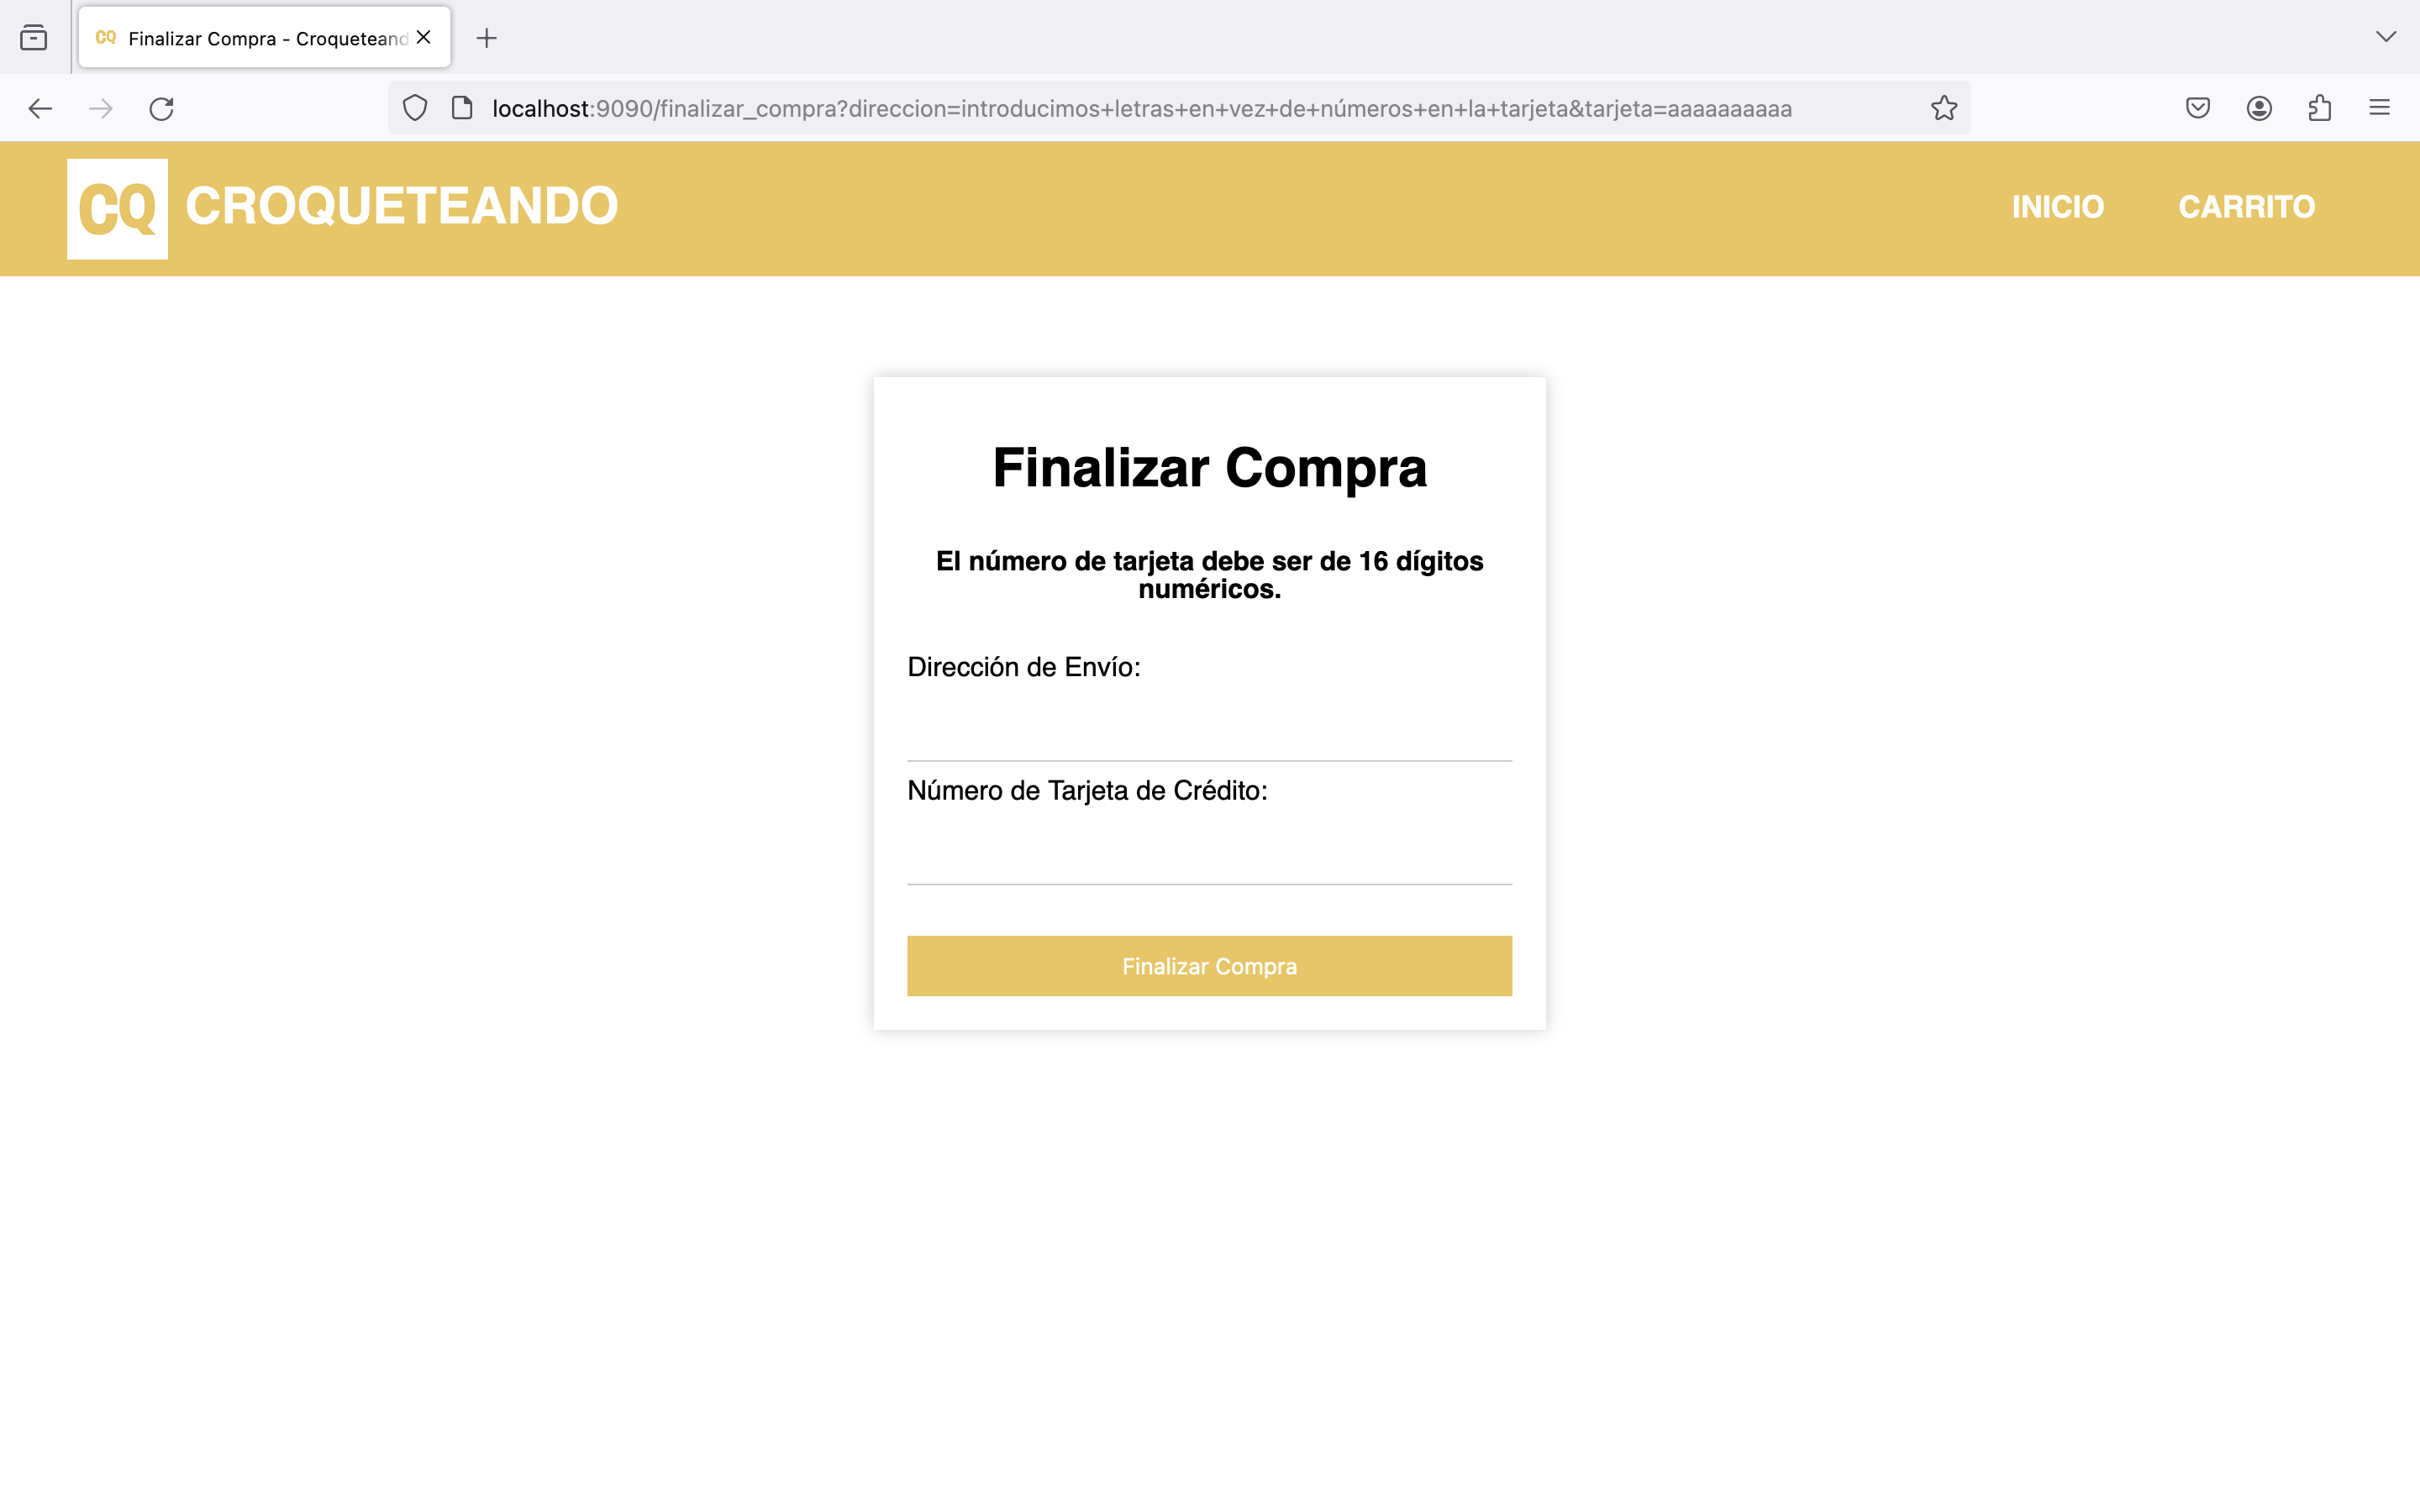 CQ Finalizar Compra - Croqueteand
localhost:9090/finalizar_compra?direccion=introducimos+letras+en+vez+de+números+en+la+tarjeta&tarjeta=aaaaaaaaaa
CQ CROQUETEANDO INICIO CARRITO
Finalizar Compra
El número de tarjeta debe ser de 16 dígitos
numéricos.
Dirección de Envío:
Número de Tarjeta de Crédito:
Finalizar Compra